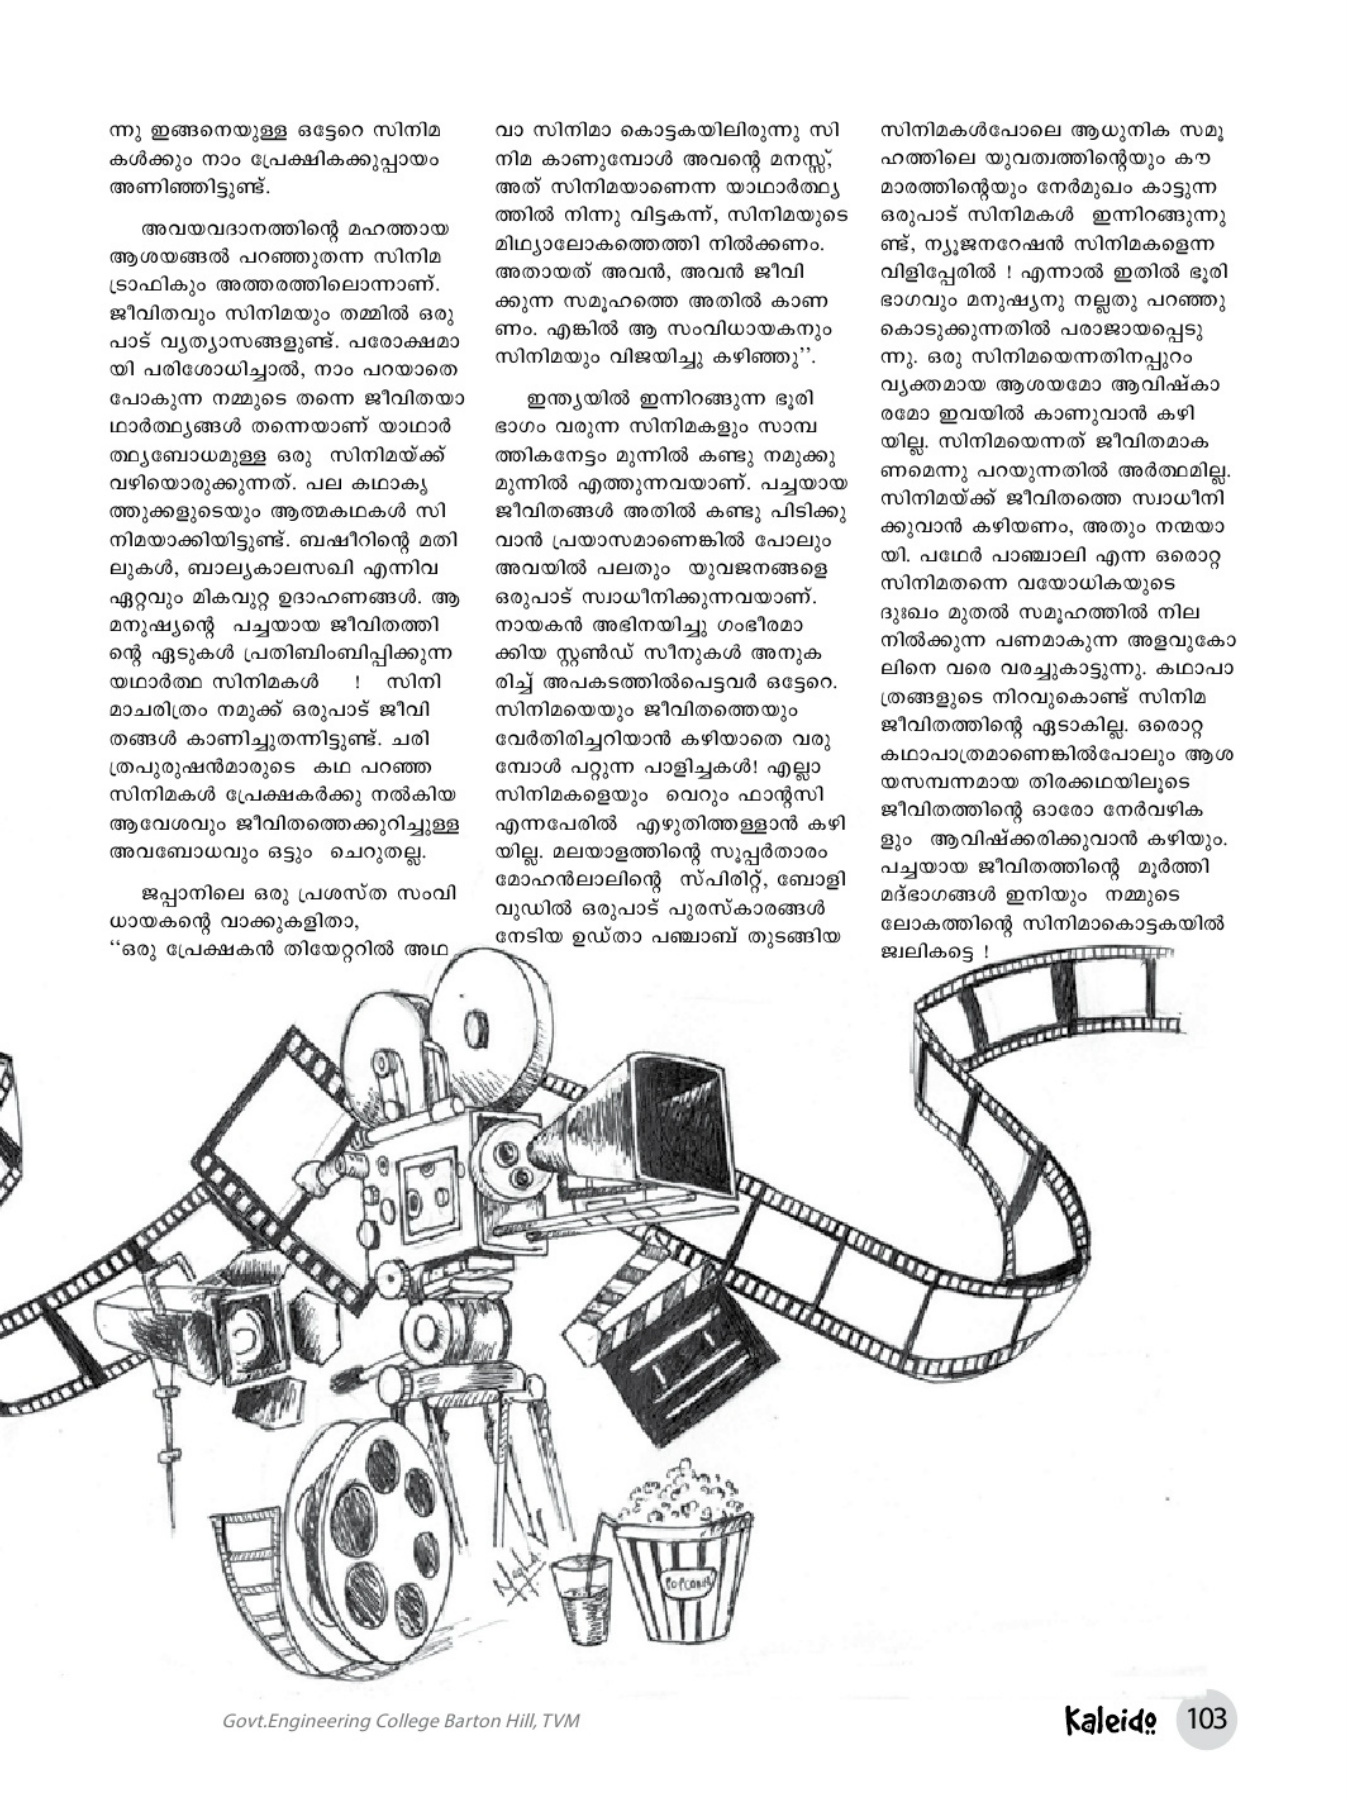 ന്നു ഇങ്ങനെയുള്ള ഒട്ടേറെ സിനിമ
കൾക്കും നാം പ്രേക്ഷികക്കുപ്പായം
അണിഞ്ഞിട്ടുണ്ട്.
അവയവദാനത്തിന്റെ മഹത്തായ
ആശയങ്ങൽ പറഞ്ഞുതന്ന സിനിമ
ട്രാഫികും അത്തരത്തിലൊന്നാണ്.
ജീവിതവും സിനിമയും തമ്മിൽ ഒരു
പാട് വ്യത്യാസങ്ങളുണ്ട്. പരോക്ഷമാ
യി പരിശോധിച്ചാൽ, നാം പറയാതെ
പോകുന്ന നമ്മുടെ തന്നെ ജീവിതയാ
ഥാർത്ഥ്യങ്ങൾ തന്നെയാണ് യാഥാർ
ത്ഥ്യബോധമുള്ള ഒരു സിനിമയ്ക്ക്
വഴിയൊരുക്കുന്നത്. പല കഥാകൃ
ത്തുക്കളുടെയും ആത്മകഥകൾ സി
നിമയാക്കിയിട്ടുണ്ട്. ബഷീറിന്റെ മതി
ലുകൾ, ബാല്യകാലസഖി എന്നിവ
ഏറ്റവും മികവുറ്റ ഉദാഹണങ്ങൾ. ആ
മനുഷ്യന്റെ പച്ചയായ ജീവിതത്തി
ന്റെ ഏടുകൾ പ്രതിബിംബിപ്പിക്കുന്ന
യഥാർത്ഥ സിനിമകൾ ! സിനി
മാചരിത്രം നമുക്ക് ഒരുപാട് ജീവി
തങ്ങൾ കാണിച്ചുതന്നിട്ടുണ്ട്. ചരി
ത്രപുരുഷൻമാരുടെ കഥ പറഞ്ഞ
സിനിമകൾ പ്രേക്ഷകർക്കു നൽകിയ
ആവേശവും ജീവിതത്തെക്കുറിച്ചുള്ള
അവബോധവും ഒട്ടും ചെറുതല്ല.
ജപ്പാനിലെ ഒരു പ്രശസ്ത സംവി
ധായകന്റെ വാക്കുകളിതാ,
‘‘ഒരു പ്രേക്ഷകൻ തിയേറ്ററിൽ അഥ
വാ സിനിമാ കൊട്ടകയിലിരുന്നു സി
നിമ കാണുമ്പോൾ അവന്റെ മനസ്സ്,
അത് സിനിമയാണെന്ന യാഥാർത്ഥ്യ
ത്തിൽ നിന്നു വിട്ടകന്ന്, സിനിമയുടെ
മിഥ്യാലോകത്തെത്തി നിൽക്കണം.
അതായത് അവൻ, അവൻ ജീവി
ക്കുന്ന സമൂഹത്തെ അതിൽ കാണ
ണം. എങ്കിൽ ആ സംവിധായകനും
സിനിമയും വിജയിച്ചു കഴിഞ്ഞു’’.
ഇന്ത്യയിൽ ഇന്നിറങ്ങുന്ന ഭൂരി
ഭാഗം വരുന്ന സിനിമകളും സാമ്പ
ത്തികനേട്ടം മുന്നിൽ കണ്ടു നമുക്കു
മുന്നിൽ എത്തുന്നവയാണ്. പച്ചയായ
ജീവിതങ്ങൾ അതിൽ കണ്ടു പിടിക്കു
വാൻ പ്രയാസമാണെങ്കിൽ പോലും
അവയിൽ പലതും യുവജനങ്ങളെ
ഒരുപാട് സ്വാധീനിക്കുന്നവയാണ്.
നായകൻ അഭിനയിച്ചു ഗംഭീരമാ
ക്കിയ സ്റ്റൺഡ് സീനുകൾ അനുക
രിച്ച് അപകടത്തിൽപെട്ടവർ ഒട്ടേറെ.
സിനിമയെയും ജീവിതത്തെയും
വേർതിരിച്ചറിയാൻ കഴിയാതെ വരു
മ്പോൾ പറ്റുന്ന പാളിച്ചകൾ! എല്ലാ
സിനിമകളെയും വെറും ഫാന്റസി
എന്നപേരിൽ എഴുതിത്തള്ളാൻ കഴി
യില്ല. മലയാളത്തിന്റെ സൂപ്പർതാരം
മോഹൻലാലിന്റെ സ്പിരിറ്റ്, ബോളി
വുഡിൽ ഒരുപാട് പുരസ്കാരങ്ങൾ
നേടിയ ഉഡ്താ പഞ്ചാബ് തുടങ്ങിയ
സിനിമകൾപോലെ ആധുനിക സമൂ
ഹത്തിലെ യുവത്വത്തിന്റെയും കൗ
മാരത്തിന്റെയും നേർമുഖം കാട്ടുന്ന
ഒരുപാട് സിനിമകൾ ഇന്നിറങ്ങുന്നു
ണ്ട്, ന്യൂജനറേഷൻ സിനിമകളെന്ന
വിളിപ്പേരിൽ ! എന്നാൽ ഇതിൽ ഭൂരി
ഭാഗവും മനുഷ്യനു നല്ലതു പറഞ്ഞു
കൊടുക്കുന്നതിൽ പരാജായപ്പെടു
ന്നു. ഒരു സിനിമയെന്നതിനപ്പുറം
വ്യക്തമായ ആശയമോ ആവിഷ്കാ
രമോ ഇവയിൽ കാണുവാൻ കഴി
യില്ല. സിനിമയെന്നത് ജീവിതമാക
ണമെന്നു പറയുന്നതിൽ അർത്ഥമില്ല.
സിനിമയ്ക്ക് ജീവിതത്തെ സ്വാധീനി
ക്കുവാൻ കഴിയണം, അതും നന്മയാ
യി. പഥേർ പാഞ്ചാലി എന്ന ഒരൊറ്റ
സിനിമതന്നെ വയോധികയുടെ
ദുഃഖം മുതൽ സമൂഹത്തിൽ നില
നിൽക്കുന്ന പണമാകുന്ന അളവുകോ
ലിനെ വരെ വരച്ചുകാട്ടുന്നു. കഥാപാ
ത്രങ്ങളുടെ നിറവുകൊണ്ട് സിനിമ
ജീവിതത്തിന്റെ ഏടാകില്ല. ഒരൊറ്റ
കഥാപാത്രമാണെങ്കിൽപോലും ആശ
യസമ്പന്നമായ തിരക്കഥയിലൂടെ
ജീവിതത്തിന്റെ ഓരോ നേർവഴിക
ളും ആവിഷ്ക്കരിക്കുവാൻ കഴിയും.
പച്ചയായ ജീവിതത്തിന്റെ മൂർത്തി
മദ്ഭാഗങ്ങൾ ഇനിയും നമ്മുടെ
ലോകത്തിന്റെ സിനിമാകൊട്ടകയിൽ
ജ്വലികട്ടെ !
POPCORN
Govt.Engineering College Barton Hill, TVM
Kaleido 103